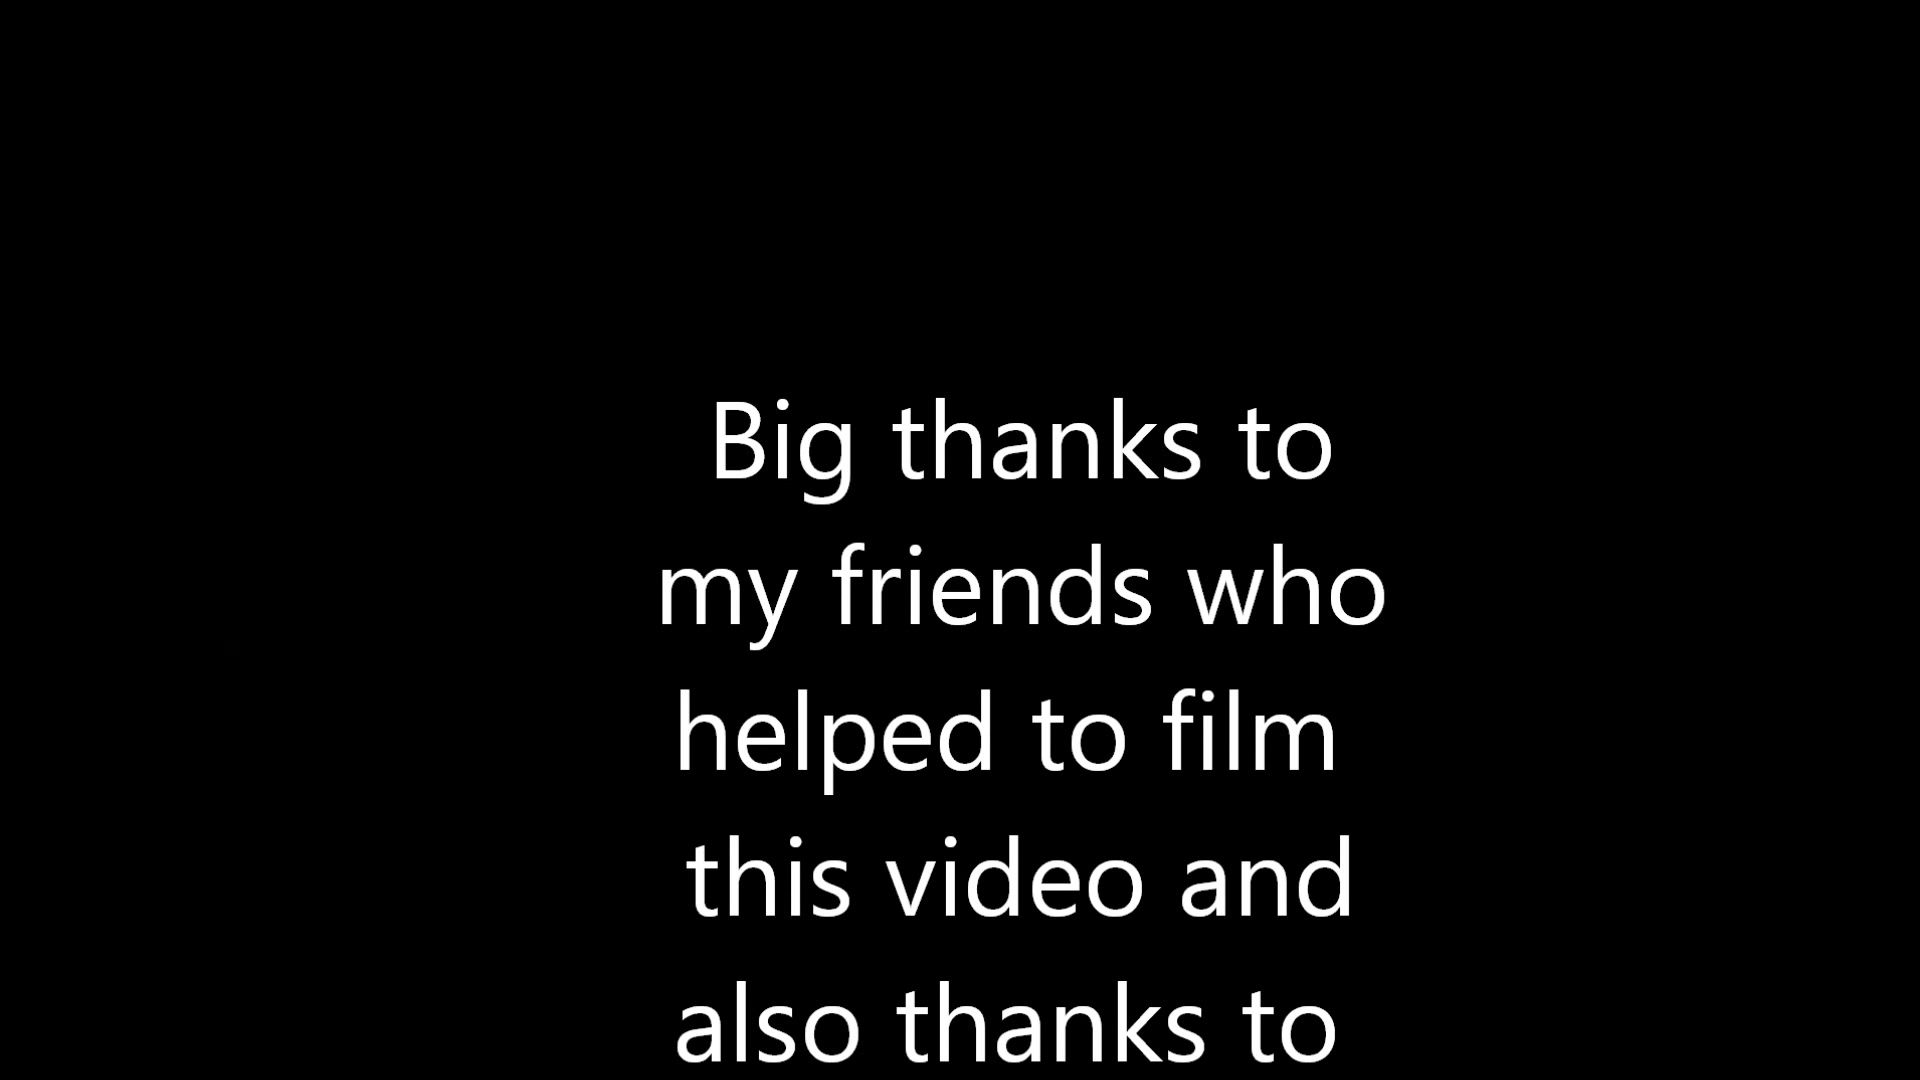 Big thanks to
my friends who
helped to film
this video and
also thanks to